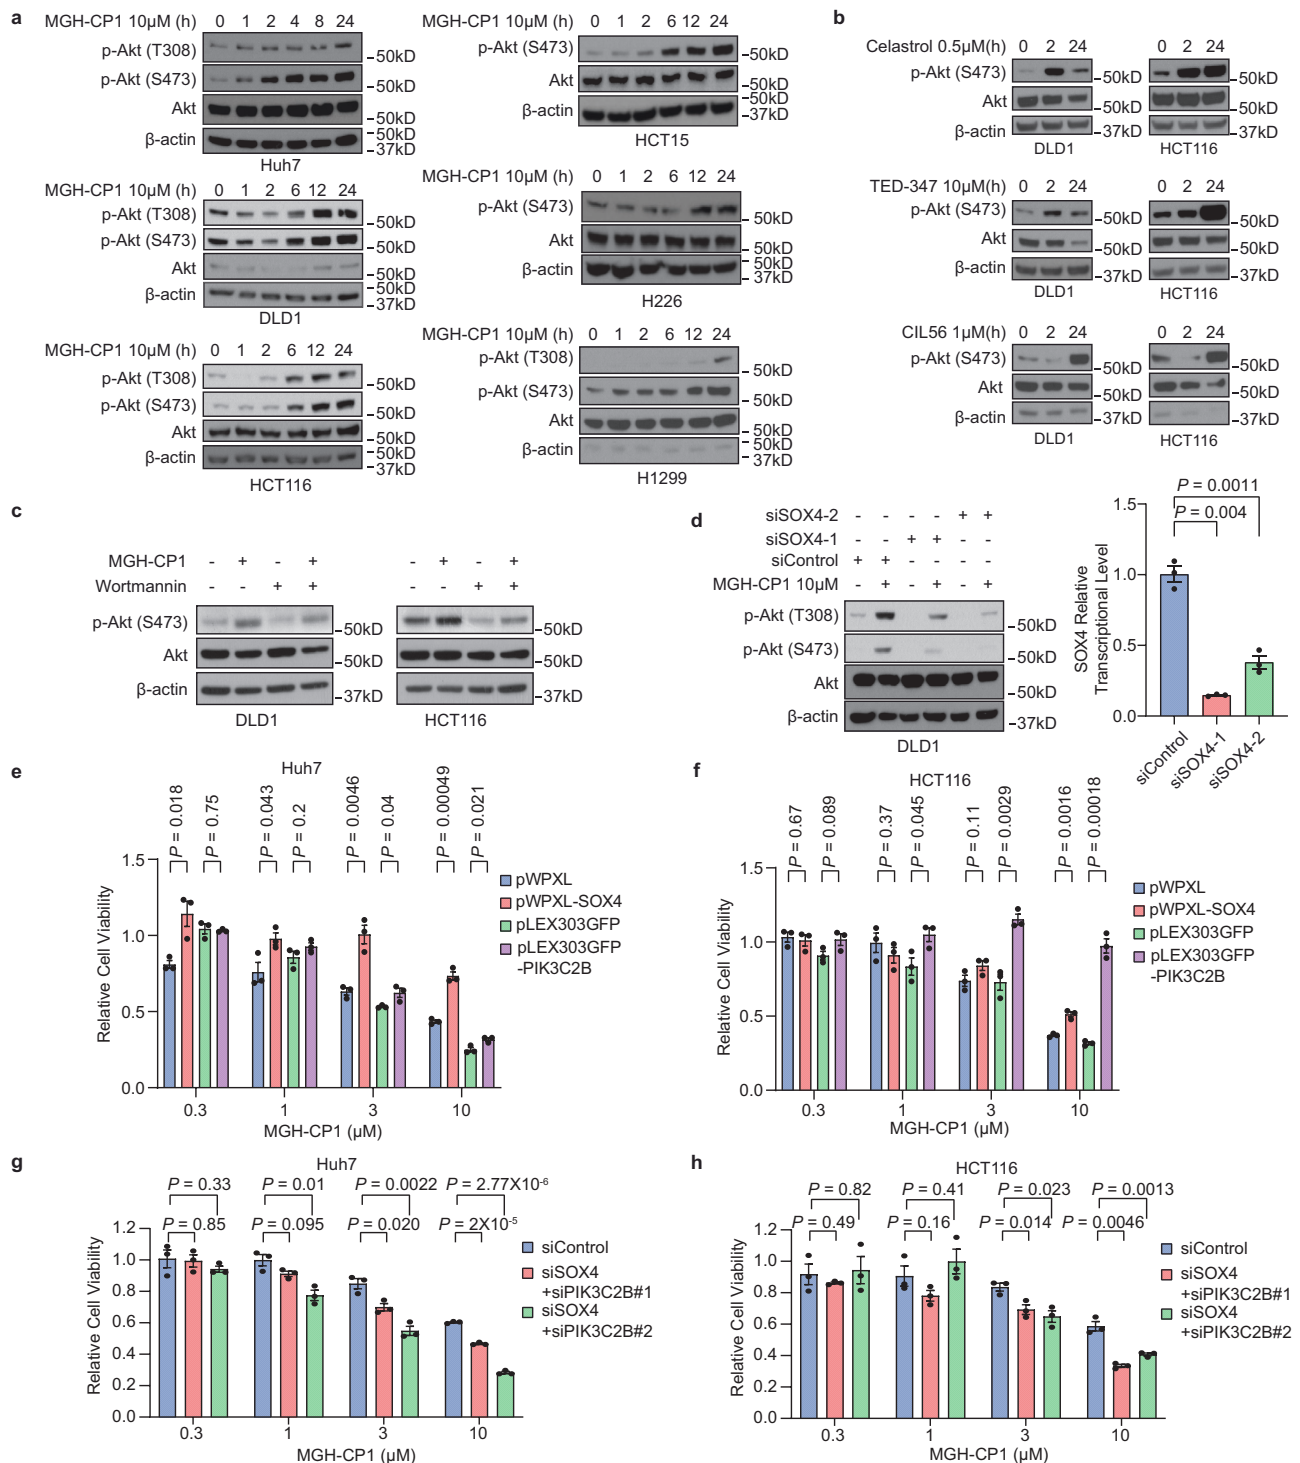 a
MGH-CP1 10µM (h) 0 1 2 4 8 24
p-Akt (T308) -50kD
p-Akt (S473) -50kD
Akt -50kD
β-actin -50kD
-37kD
Huh7
MGH-CP1 10µM (h) 0 1 2 6 12 24
p-Akt (S473) -50kD
Akt -50kD
β-actin -50kD
-37kD
HCT15
MGH-CP1 10µM (h) 0 1 2 6 12 24
p-Akt (T308) -50kD
p-Akt (S473) -50kD
Akt -50kD
β-actin -50kD
-37kD
DLD1
MGH-CP1 10µM (h) 0 1 2 6 12 24
p-Akt (S473) -50kD
Akt -50kD
β-actin -50kD
-37kD
H226
MGH-CP1 10µM (h) 0 1 2 6 12 24
p-Akt (T308) -50kD
p-Akt (S473) -50kD
Akt -50kD
β-actin -50kD
-37kD
HCT116
MGH-CP1 10µM (h) 0 1 2 6 12 24
p-Akt (T308) -50kD
p-Akt (S473) -50kD
Akt -50kD
β-actin -50kD
-37kD
H1299
b
Celastrol 0.5µM(h) 0 2 24 0 2 24
p-Akt (S473) -50kD -50kD
Akt -50kD -50kD
β-actin -37kD -37kD
DLD1 HCT116
TED-347 10µM(h) 0 2 24 0 2 24
p-Akt (S473) -50kD -50kD
Akt -50kD -50kD
β-actin -37kD -37kD
DLD1 HCT116
CIL56 1µM(h) 0 2 24 0 2 24
p-Akt (S473) -50kD -50kD
Akt -50kD -50kD
β-actin -37kD -37kD
DLD1 HCT116
c
MGH-CP1 - + - + - + - +
Wortmannin - - + + - - + +
p-Akt (S473) -50kD -50kD
Akt -50kD -50kD
β-actin -37kD -37kD
DLD1 HCT116
d
siSOX4-2 - - - - + +
siSOX4-1 - - + + - -
siControl + + - - - -
MGH-CP1 10µM - + - + - +
p-Akt (T308) -50kD
p-Akt (S473) -50kD
Akt -50kD
β-actin -37kD
DLD1
P = 0.0011
P = 0.004
SOX4 Relative
Transcriptional Level
1.5
1.0
0.5
0.0
siControl
siSOX4-1
siSOX4-2
e
Huh7
P = 0.018
P = 0.75
P = 0.043
P = 0.2
P = 0.0046
P = 0.04
P = 0.00049
P = 0.021
Relative Cell Viability
1.5
1.0
0.5
0.0
0.3 1 3 10
MGH-CP1 (µM)
pWPXL
pWPXL-SOX4
pLEX303GFP
pLEX303GFP
-PIK3C2B
f
HCT116
P = 0.67
P = 0.089
P = 0.37
P = 0.045
P = 0.11
P = 0.0029
P = 0.0016
P = 0.00018
Relative Cell Viability
1.5
1.0
0.5
0.0
0.3 1 3 10
MGH-CP1 (µM)
pWPXL
pWPXL-SOX4
pLEX303GFP
pLEX303GFP
-PIK3C2B
g
Huh7
P = 0.33 P = 0.01 P = 0.0022 P = 2.77X10⁻⁶
P = 0.85 P = 0.095 P = 0.020 P = 2X10⁻⁵
Relative Cell Viability
1.2
1.0
0.8
0.6
0.4
0.2
0.0
0.3 1 3 10
MGH-CP1 (µM)
siControl
siSOX4
+siPIK3C2B#1
siSOX4
+siPIK3C2B#2
h
HCT116
P = 0.82 P = 0.41 P = 0.023 P = 0.0013
P = 0.49 P = 0.16 P = 0.014 P = 0.0046
Relative Cell Viability
1.2
1.0
0.8
0.6
0.4
0.2
0.0
0.3 1 3 10
MGH-CP1 (µM)
siControl
siSOX4
+siPIK3C2B#1
siSOX4
+siPIK3C2B#2